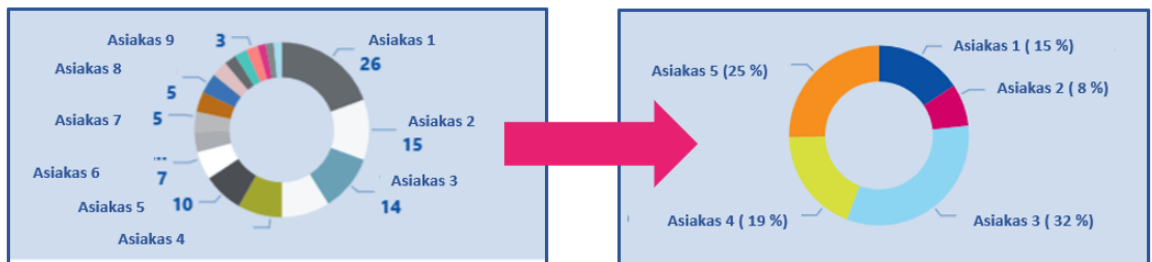 Asiakas 9
3
Asiakas 1
26
Asiakas 8
5
Asiakas 7
5
Asiakas 2
15
...
Asiakas 6
7
Asiakas 3
14
Asiakas 5
10
Asiakas 4
Asiakas 1 ( 15 %)
Asiakas 5 (25 %)
Asiakas 2 ( 8 %)
Asiakas 4 ( 19 %)
Asiakas 3 ( 32 %)